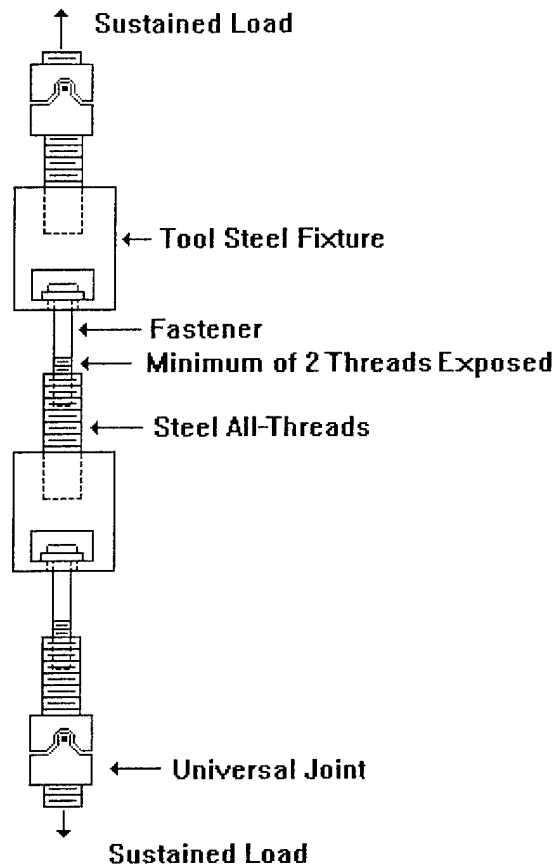 Sustained Load
Tool Steel Fixture
Fastener
Minimum of 2 Threads Exposed
Steel All-Threads
Universal Joint
Sustained Load